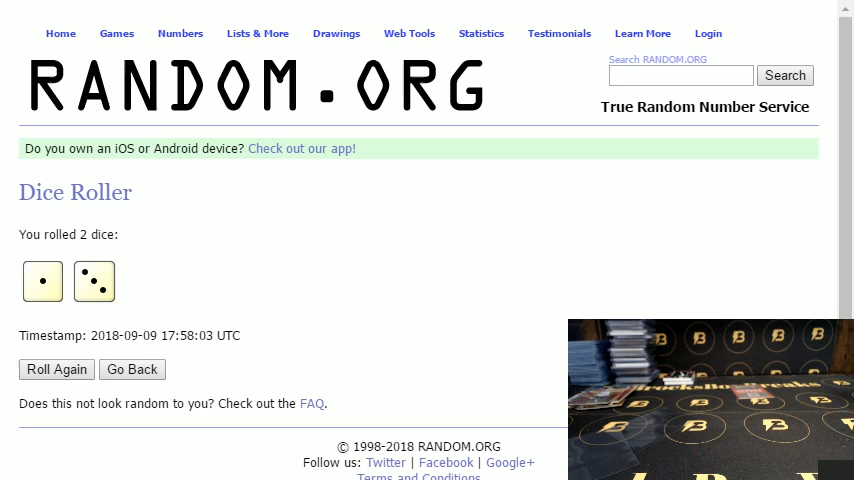 Home Games Numbers Lists & More Drawings Web Tools Statistics Testimonials Learn More Login
RANDOM.ORG
Search RANDOM.ORG
Search
True Random Number Service
Do you own an iOS or Android device? Check out our app!
Dice Roller
You rolled 2 dice:
Timestamp: 2018-09-09 17:58:03 UTC
Roll Again Go Back
Does this not look random to you? Check out the FAQ.
© 1998-2018 RANDOM.ORG
Follow us: Twitter | Facebook | Google+
Terms and Conditions